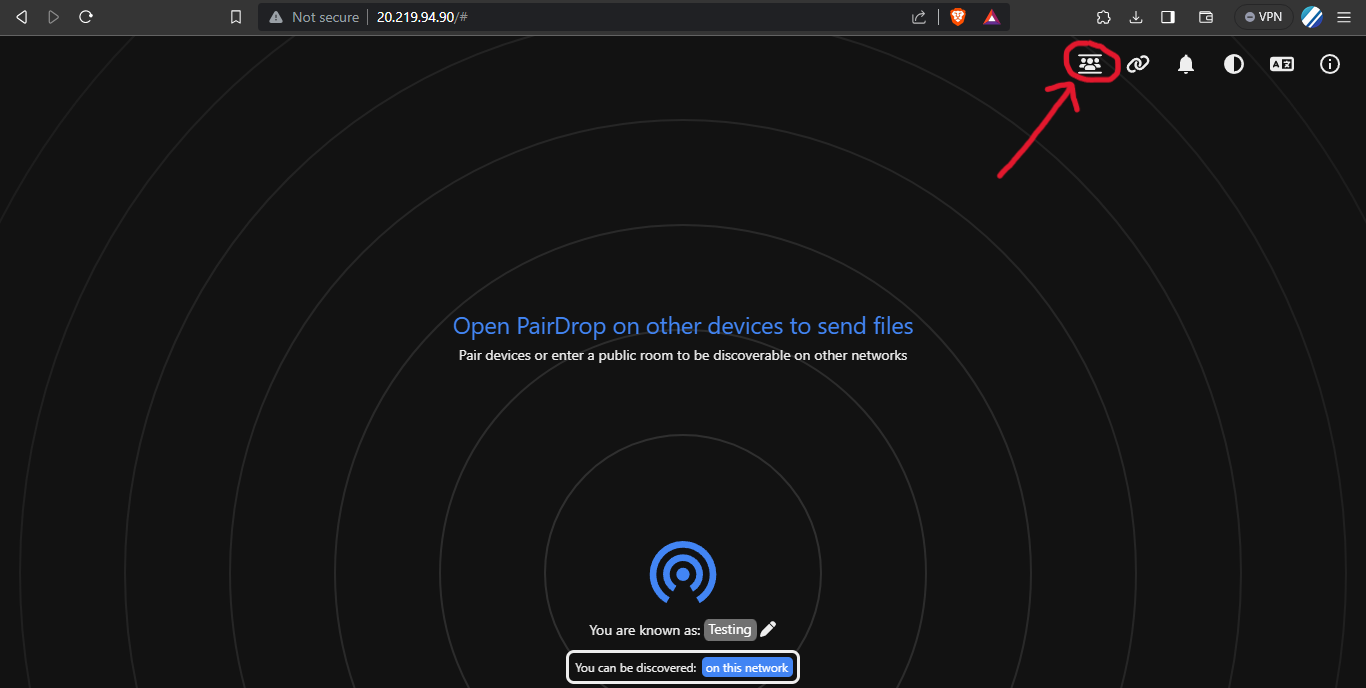 Not secure 20.219.94.90/#
VPN
Open PairDrop on other devices to send files
Pair devices or enter a public room to be discoverable on other networks
You are known as: Testing
You can be discovered: on this network